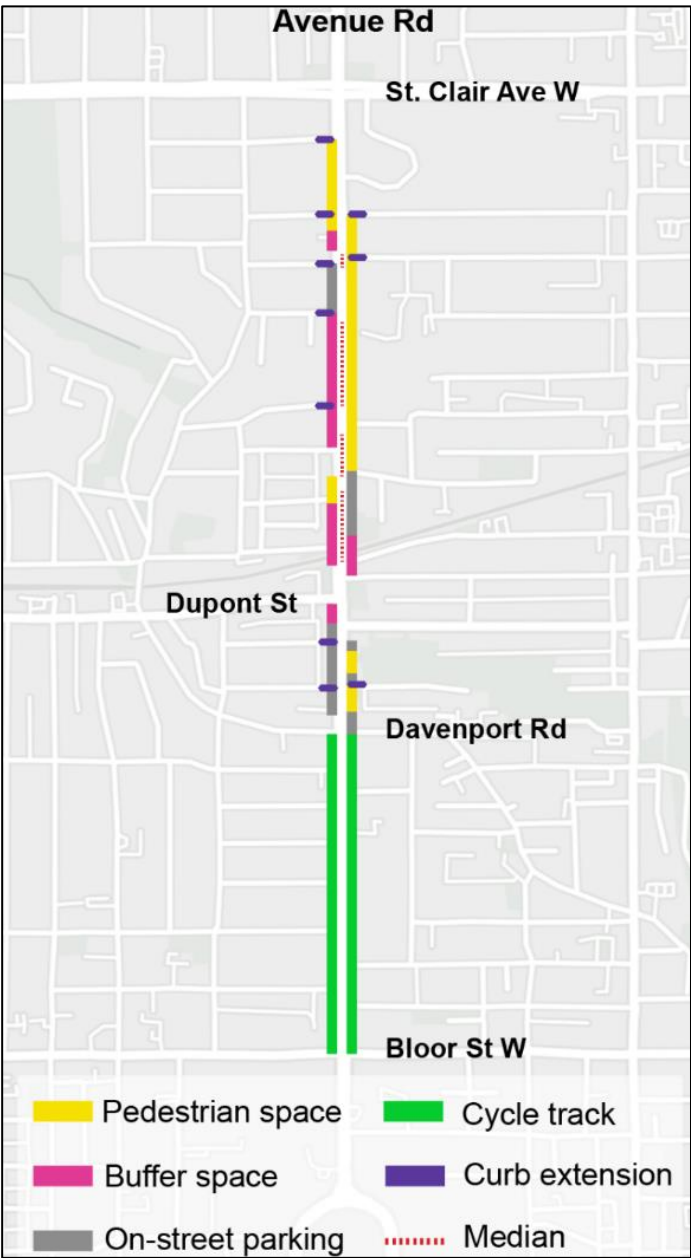 Avenue Rd
St. Clair Ave W
Dupont St
Davenport Rd
Bloor St W
Pedestrian space
Cycle track
Buffer space
Curb extension
On-street parking
Median